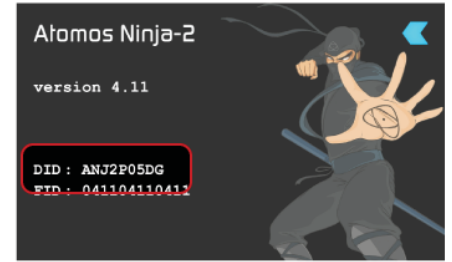 Atomos Ninja-2
version 4.11
DID : ANJ2P05DG
FID : 041104110411